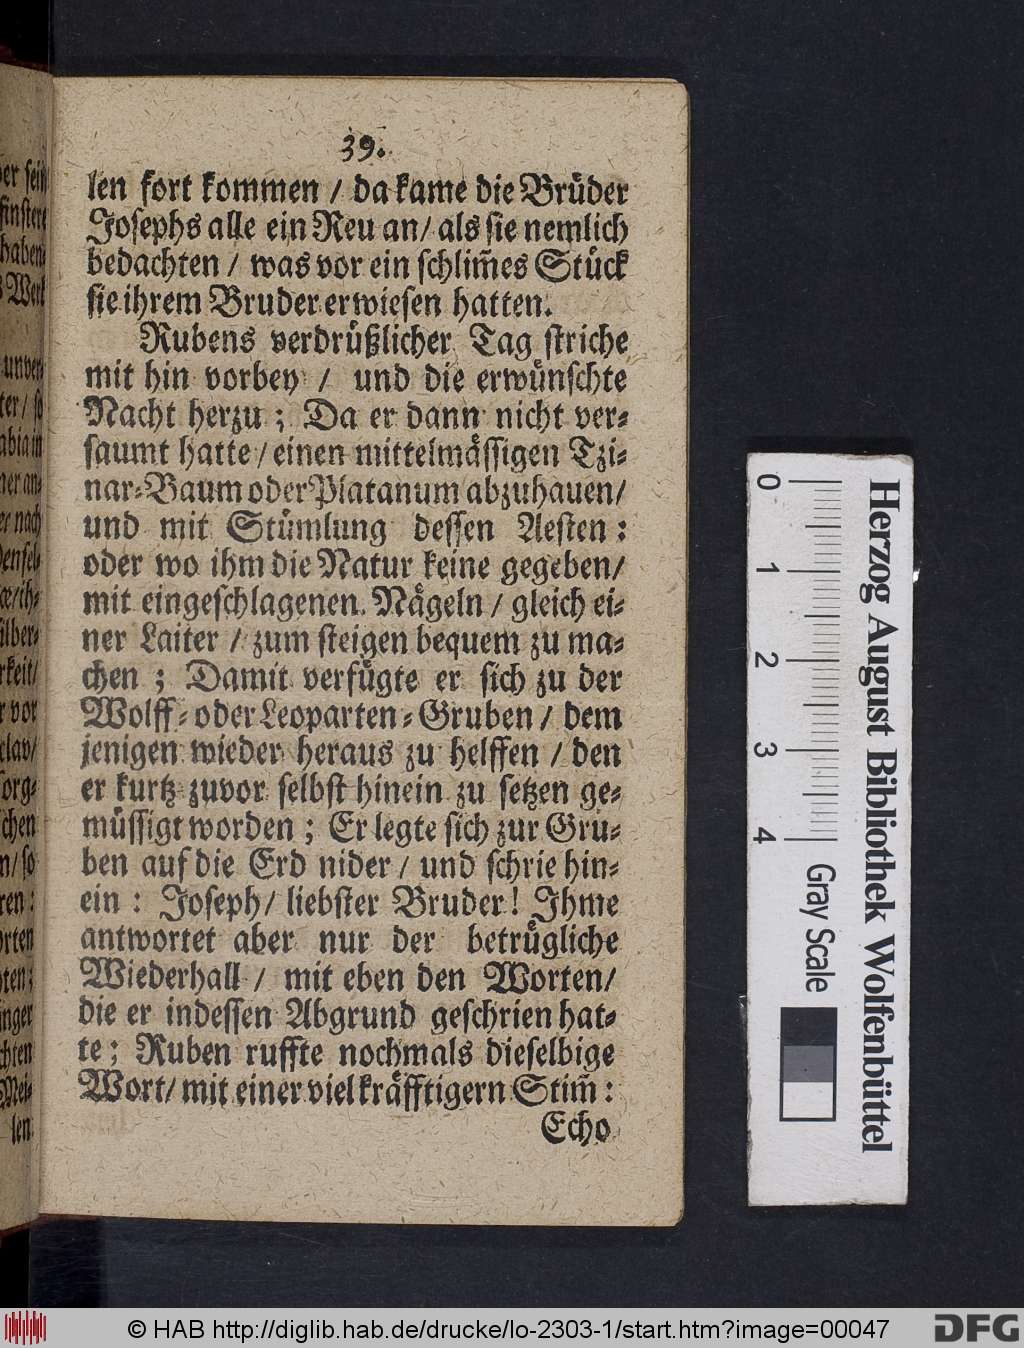 39.
len fort kommen / da kame die Brüder
Josephs alle ein Reu an / als sie nemlich
bedachten / was vor ein schlim̃es Stück
sie ihrem Bruder erwiesen hatten.
Rubens verdrüßlicher Tag striche
mit hin vorbey / und die erwünschte
Nacht herzu ; Da er dann nicht ver-
saumt hatte / einen mittelmässigen Tzi-
nar-Baum oder Platanum abzuhauen /
und mit Stümlung dessen Aesten :
oder wo ihm die Natur keine gegeben /
mit eingeschlagenen Nägeln / gleich ei-
ner Laiter / zum steigen bequem zu ma-
chen ; Damit verfügte er sich zu der
Wolff- oder Leoparten-Gruben / dem
jenigen wieder heraus zu helffen / den
er kurtz zuvor selbst hinein zu setzen ge-
müssigt worden ; Er legte sich zur Gru-
ben auf die Erd nider / und schrie hin-
ein : Joseph / liebster Bruder! Ihme
antwortet aber nur der betrügliche
Wiederhall / mit eben den Worten /
die er indessen Abgrund geschrien hat-
te ; Ruben ruffte nochmals dieselbige
Wort / mit einer viel kräfftigern Stim̃ :
Echo
0 1 2 3 4
Gray Scale
Herzog August Bibliothek Wolfenbüttel
© HAB http://diglib.hab.de/drucke/lo-2303-1/start.htm?image=00047
DFG